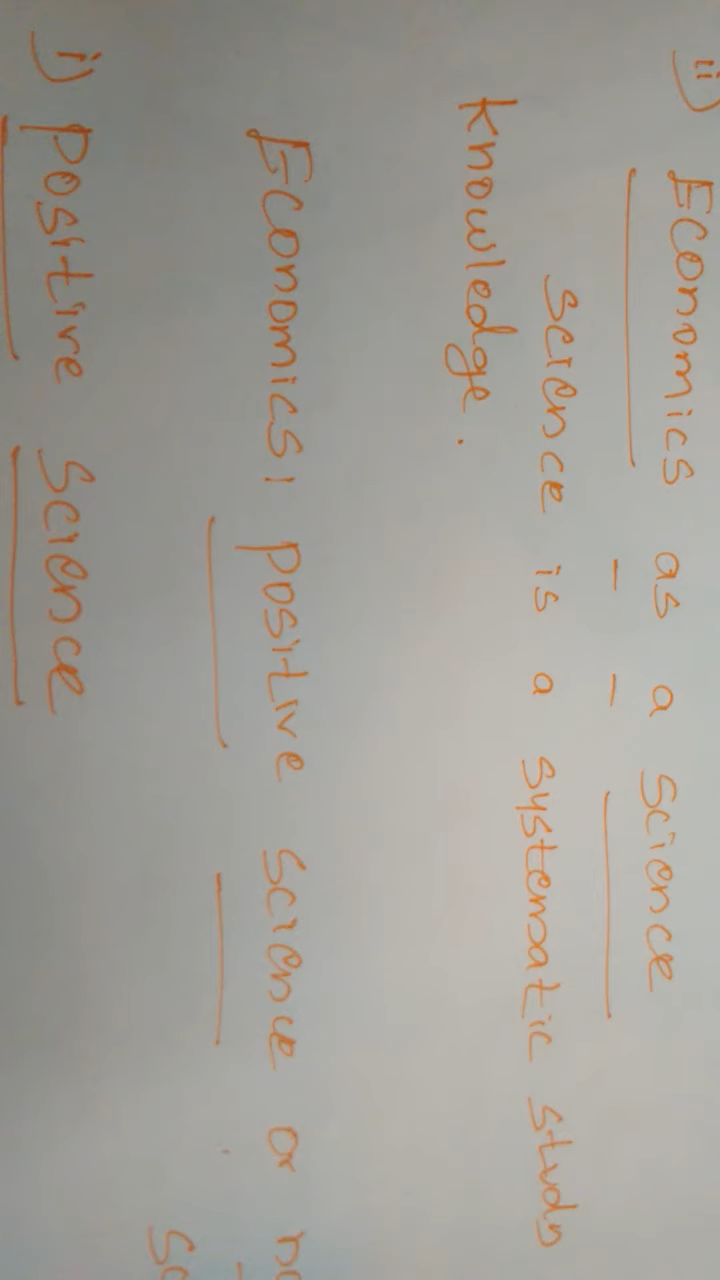 ii) Economics as a science
science is a systematic study
knowledge.
Economics, positive science or
i) positive science